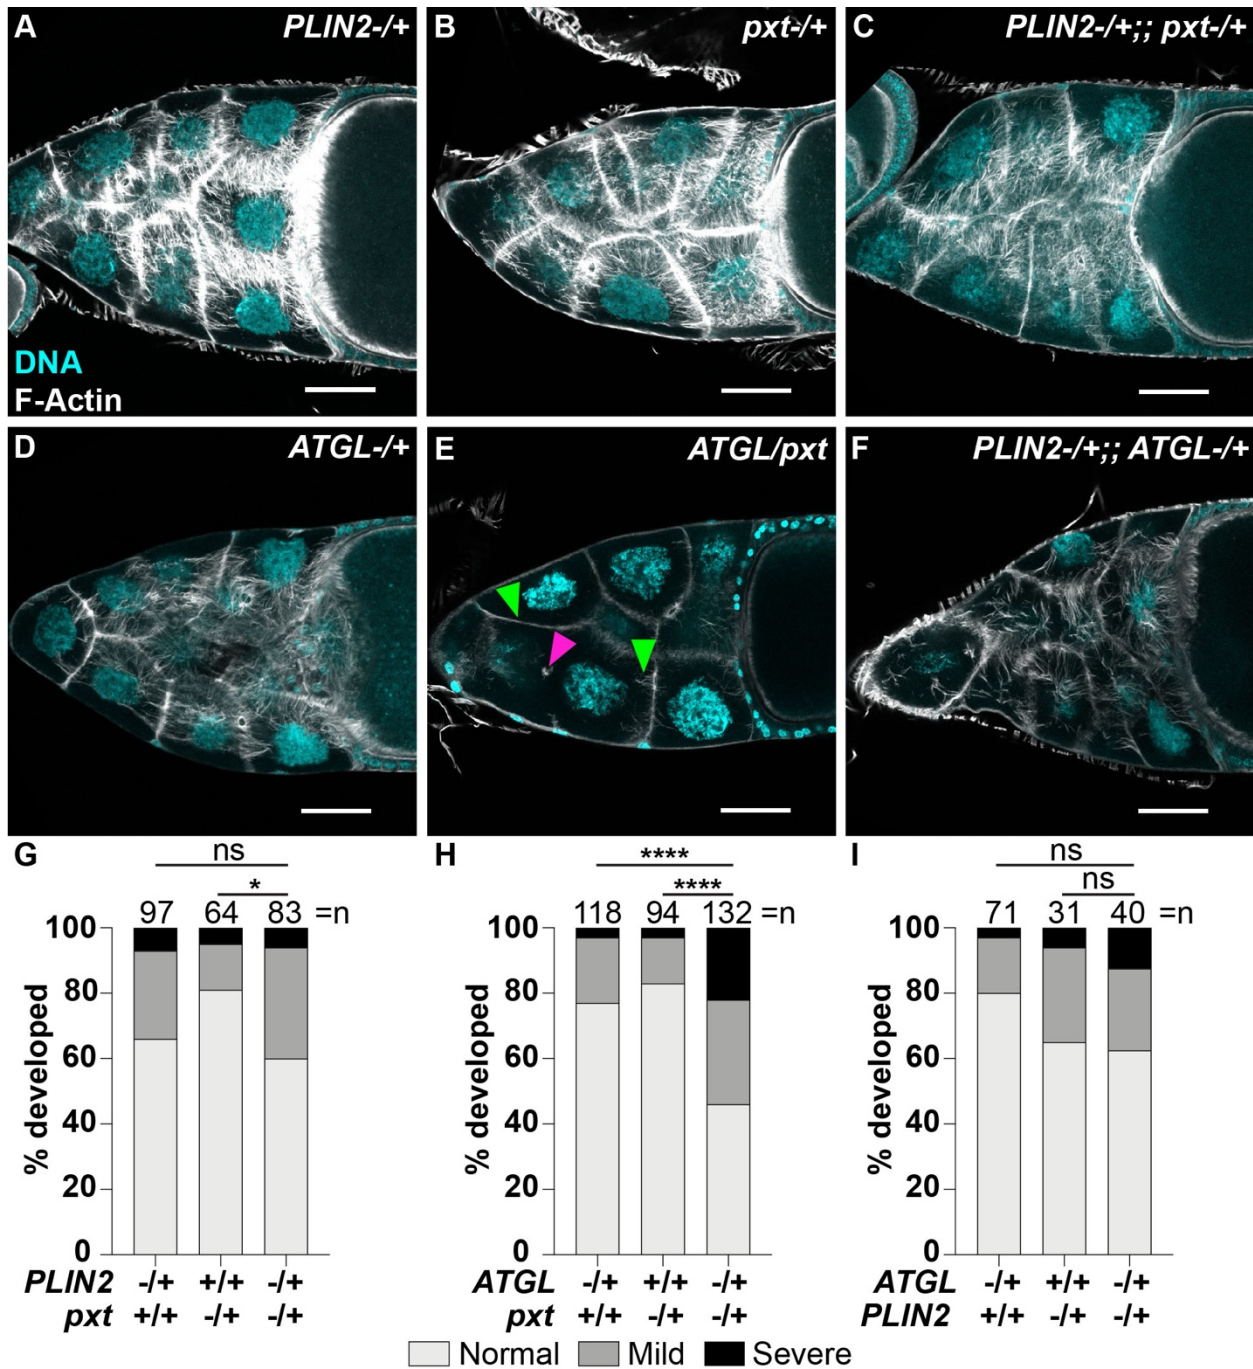 A PLIN2-/+
B pxt-/+
C PLIN2-/+;; pxt-/+
DNA
F-Actin
D ATGL-/+
E ATGL/pxt
F PLIN2-/+;; ATGL-/+
G
ns
*
97 64 83 =n
% developed
100
80
60
40
20
0
PLIN2 -/+ +/+ -/+
pxt +/+ -/+ -/+
H
****
****
118 94 132 =n
% developed
100
80
60
40
20
0
ATGL -/+ +/+ -/+
pxt +/+ -/+ -/+
I
ns
ns
71 31 40 =n
% developed
100
80
60
40
20
0
ATGL -/+ +/+ -/+
PLIN2 +/+ -/+ -/+
Normal Mild Severe